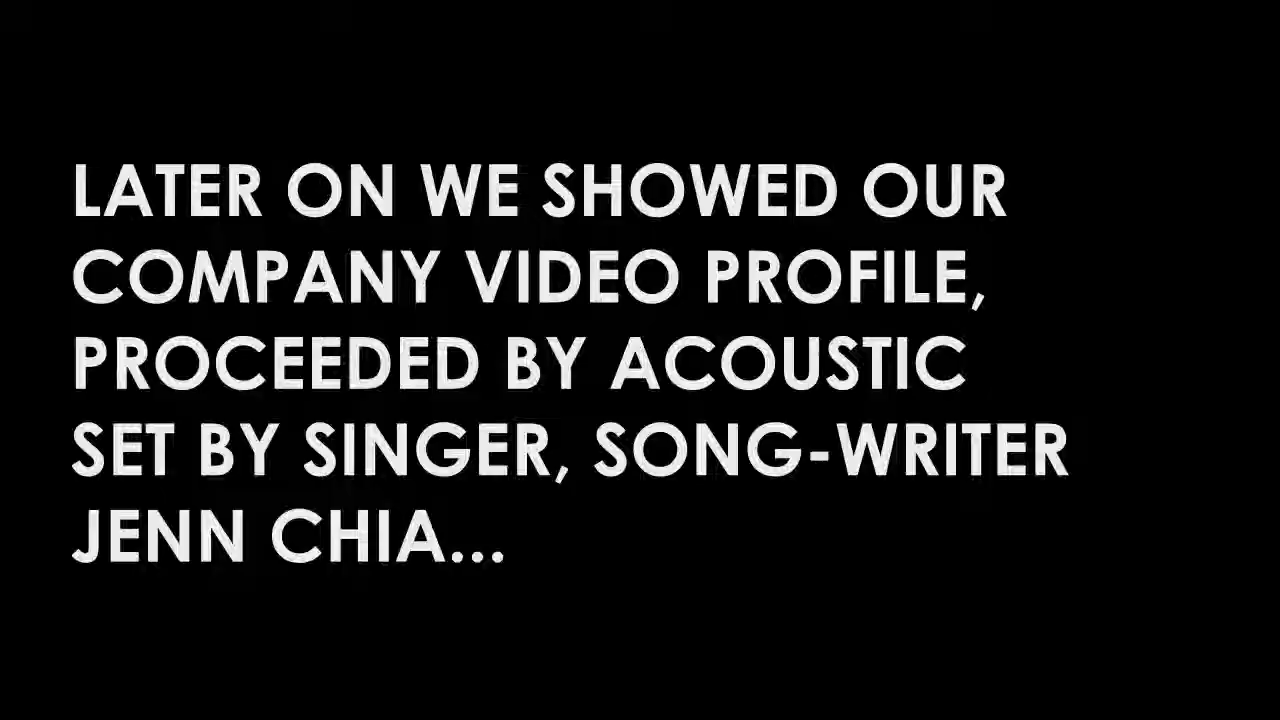 LATER ON WE SHOWED OUR
COMPANY VIDEO PROFILE,
PROCEEDED BY ACOUSTIC
SET BY SINGER, SONG-WRITER
JENN CHIA...